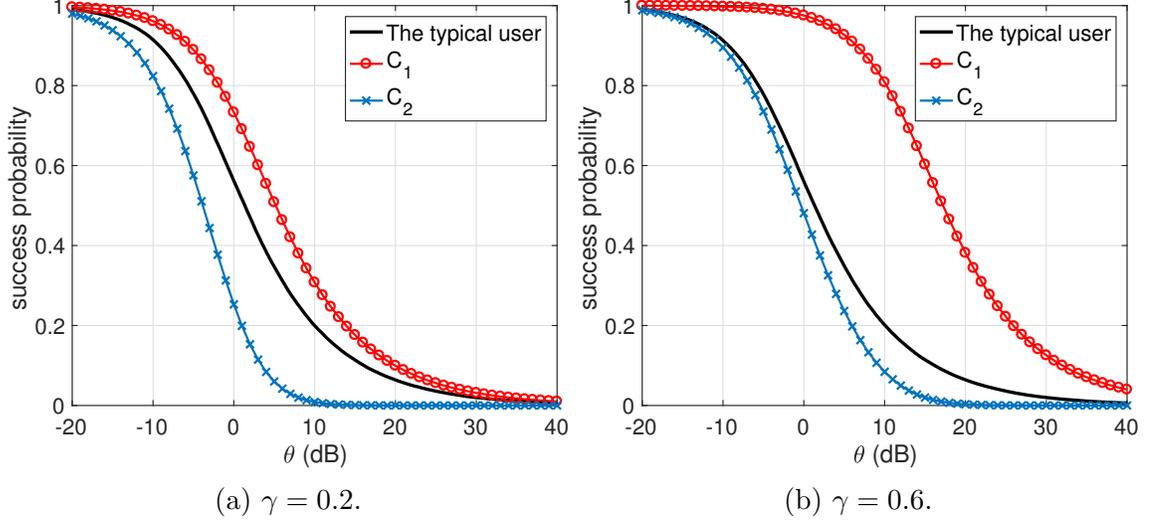 1
0.8
0.6
0.4
0.2
0
success probability
-20 -10 0 10 20 30 40
θ (dB)
The typical user
C1
C2
(a) γ = 0.2.
1
0.8
0.6
0.4
0.2
0
success probability
-20 -10 0 10 20 30 40
θ (dB)
The typical user
C1
C2
(b) γ = 0.6.